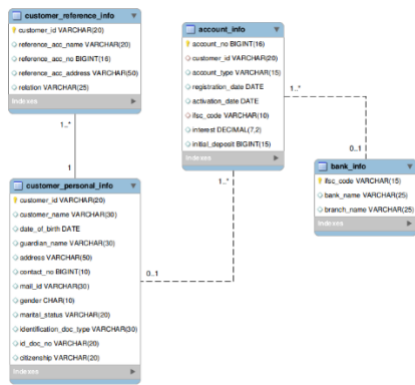 customer_reference_info
customer_id VARCHAR(20)
reference_acc_name VARCHAR(20)
reference_acc_no BIGINT(16)
reference_acc_address VARCHAR(50)
relation VARCHAR(25)
Indexes
1..*
1
customer_personal_info
customer_id VARCHAR(20)
customer_name VARCHAR(30)
date_of_birth DATE
guardian_name VARCHAR(30)
address VARCHAR(50)
contact_no BIGINT(10)
mail_id VARCHAR(30)
gender CHAR(10)
marital_status VARCHAR(20)
identification_doc_type VARCHAR(30)
id_doc_no VARCHAR(20)
citizenship VARCHAR(20)
Indexes
account_info
account_no BIGINT(16)
customer_id VARCHAR(20)
account_type VARCHAR(15)
registration_date DATE
activation_date DATE
ifsc_code VARCHAR(10)
interest DECIMAL(7,2)
initial_deposit BIGINT(15)
Indexes
1..*
0..1
1..*
0..1
bank_info
ifsc_code VARCHAR(15)
bank_name VARCHAR(25)
branch_name VARCHAR(25)
Indexes